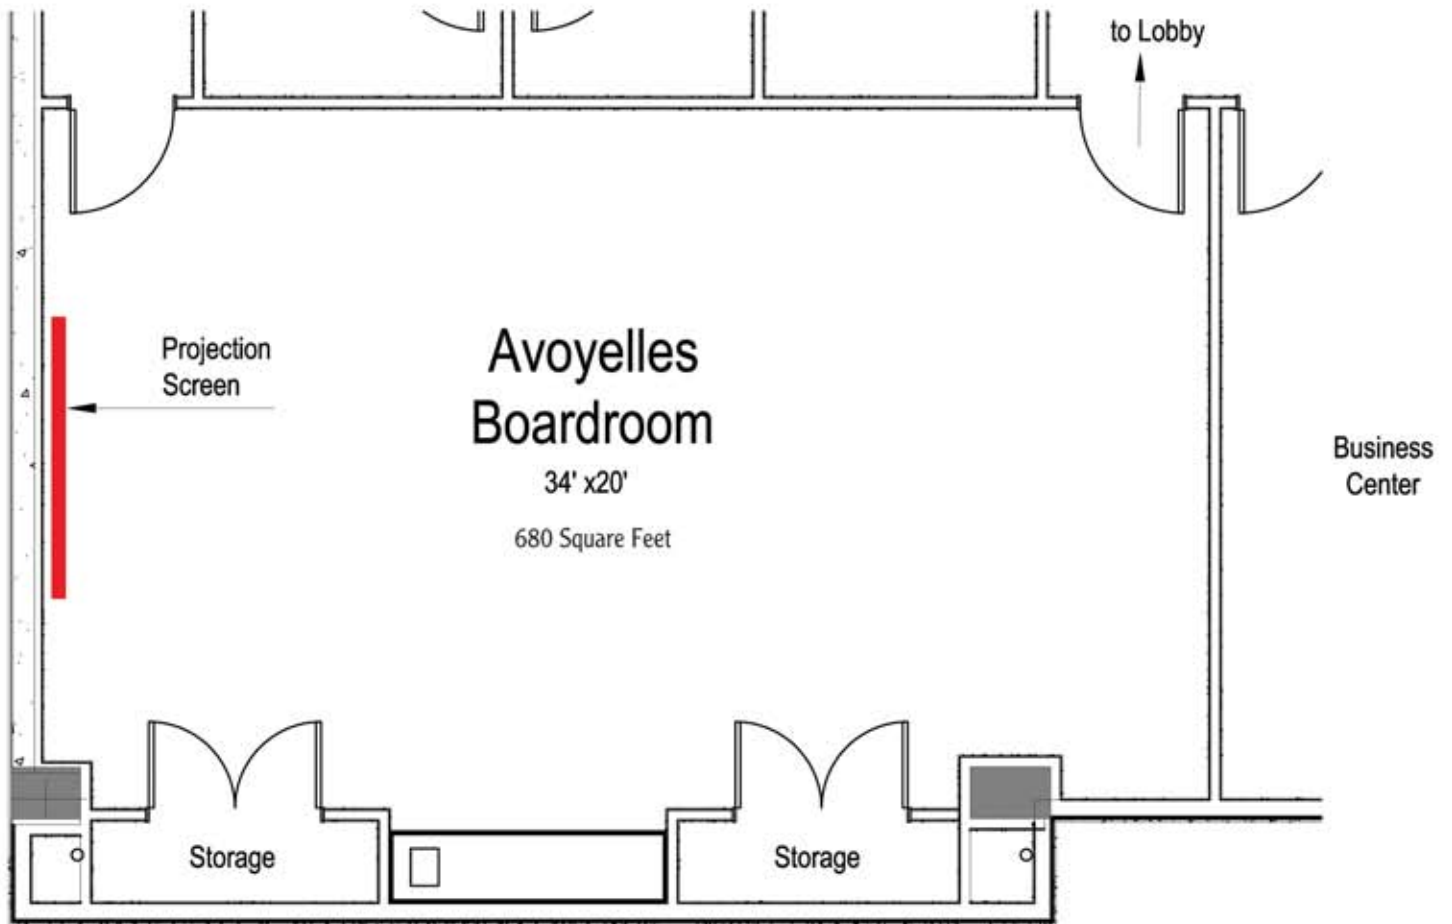 to Lobby
Projection
Screen
Avoyelles
Boardroom
34' x20'
680 Square Feet
Business
Center
Storage
Storage